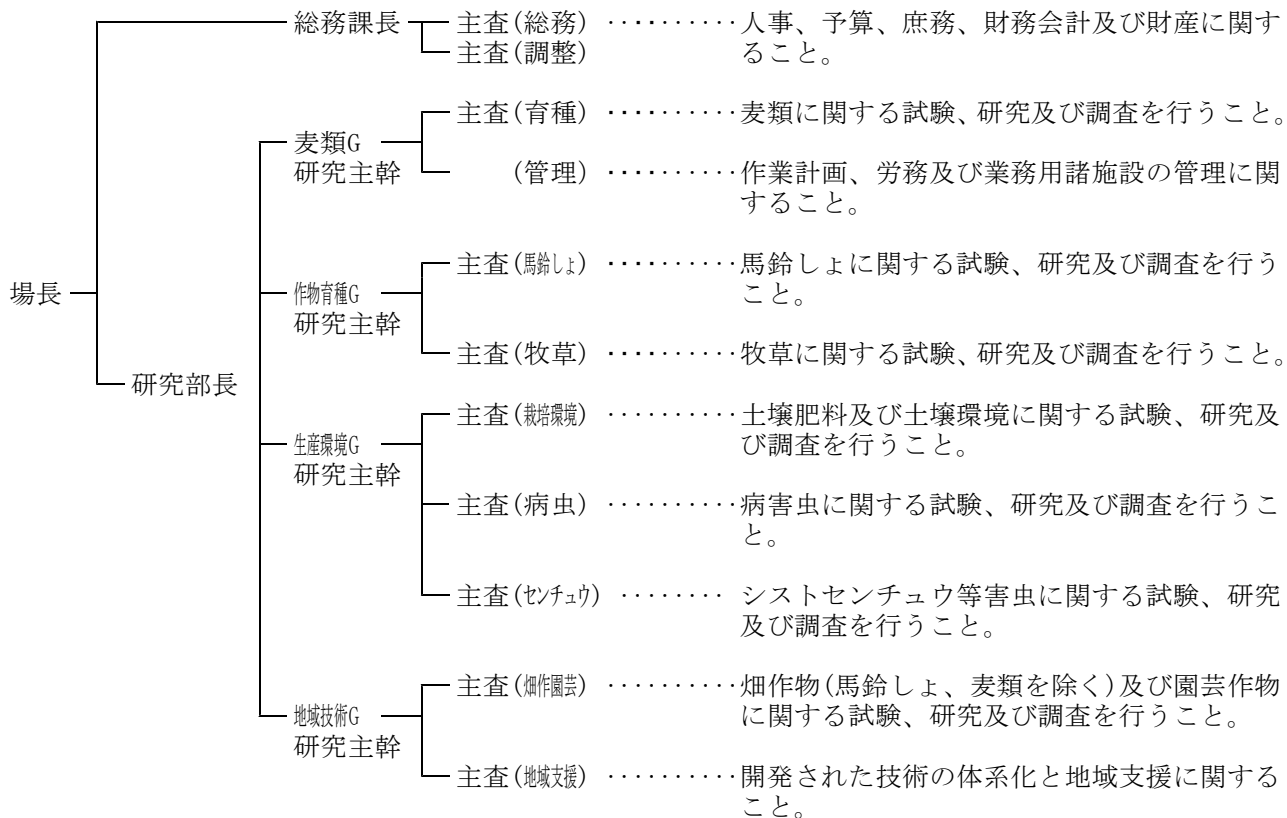 総務課長 主査(総務) ・・・・・・・・・・人事、予算、庶務、財務会計及び財産に関す
主査(調整) ること。
主査(育種) ・・・・・・・・・・麦類に関する試験、研究及び調査を行うこと。
麦類G
研究主幹 (管理) ・・・・・・・・・・作業計画、労務及び業務用諸施設の管理に関
すること。
主査(馬鈴しょ) ・・・・・・・・・・馬鈴しょに関する試験、研究及び調査を行う
場長 作物育種G こと。
研究主幹
主査(牧草) ・・・・・・・・・・牧草に関する試験、研究及び調査を行うこと。
研究部長
主査(栽培環境) ・・・・・・・・・・土壌肥料及び土壌環境に関する試験、研究及
生産環境G び調査を行うこと。
研究主幹
主査(病虫) ・・・・・・・・・・病害虫に関する試験、研究及び調査を行うこ
と。
主査(センチュウ) ・・・・・・・・ シストセンチュウ等害虫に関する試験、研究
及び調査を行うこと。
主査(畑作園芸) ・・・・・・・・・・畑作物(馬鈴しょ、麦類を除く)及び園芸作物
地域技術G に関する試験、研究及び調査を行うこと。
研究主幹
主査(地域支援) ・・・・・・・・・・開発された技術の体系化と地域支援に関する
こと。